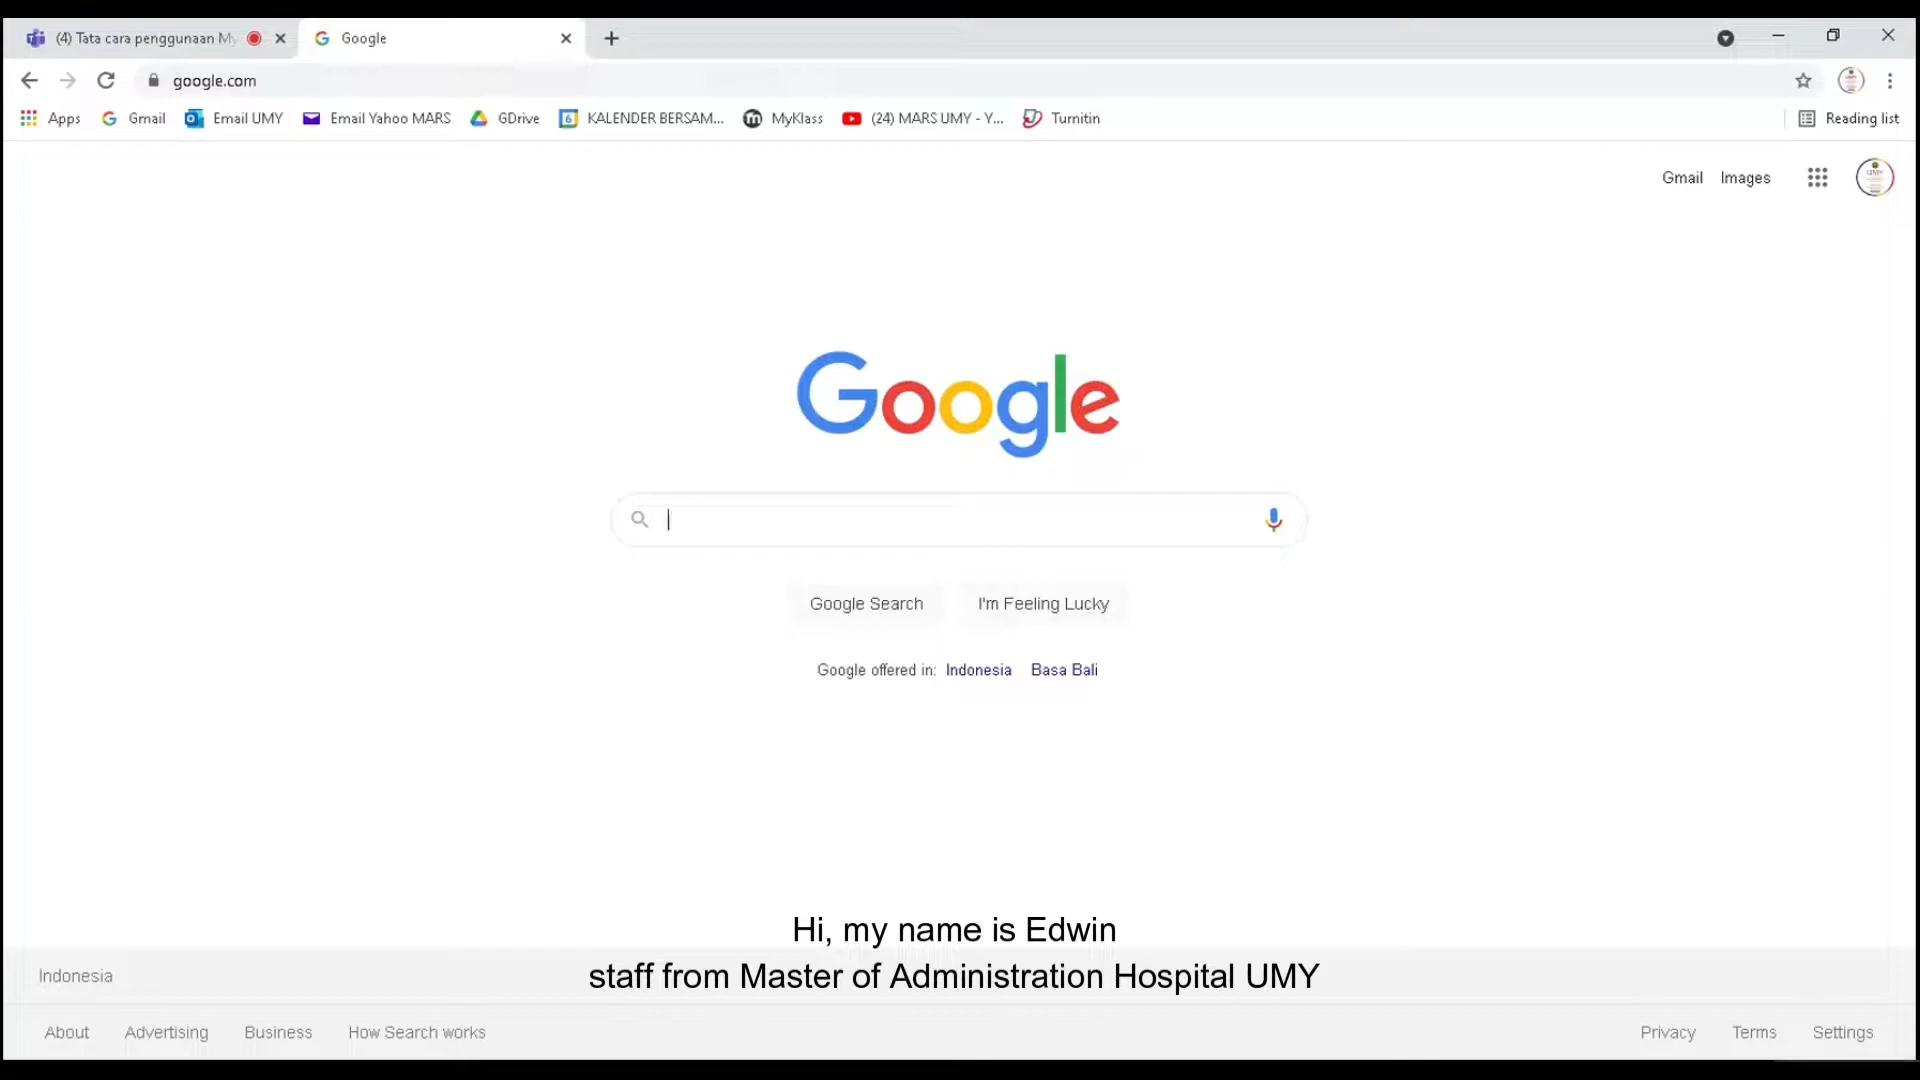 (4) Tata cara penggunaan My
Google
google.com
Apps
Gmail
Email UMY
Email Yahoo MARS
GDrive
KALENDER BERSAM...
MyKlass
(24) MARS UMY - Y...
Turnitin
Reading list
Gmail
Images
Google
Google Search
I'm Feeling Lucky
Google offered in: Indonesia Basa Bali
Hi, my name is Edwin
staff from Master of Administration Hospital UMY
Indonesia
About
Advertising
Business
How Search works
Privacy
Terms
Settings